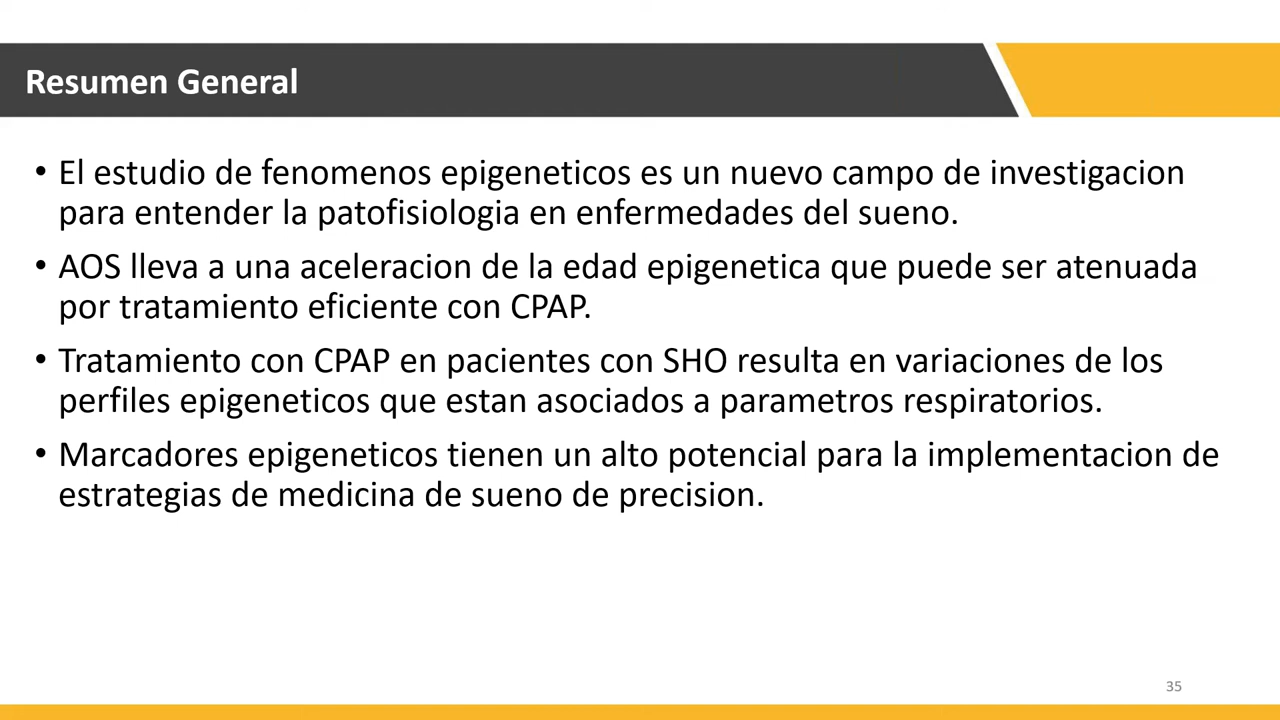 Resumen General
• El estudio de fenomenos epigeneticos es un nuevo campo de investigacion
para entender la patofisiologia en enfermedades del sueno.
• AOS lleva a una aceleracion de la edad epigenetica que puede ser atenuada
por tratamiento eficiente con CPAP.
• Tratamiento con CPAP en pacientes con SHO resulta en variaciones de los
perfiles epigeneticos que estan asociados a parametros respiratorios.
• Marcadores epigeneticos tienen un alto potencial para la implementacion de
estrategias de medicina de sueno de precision.
35